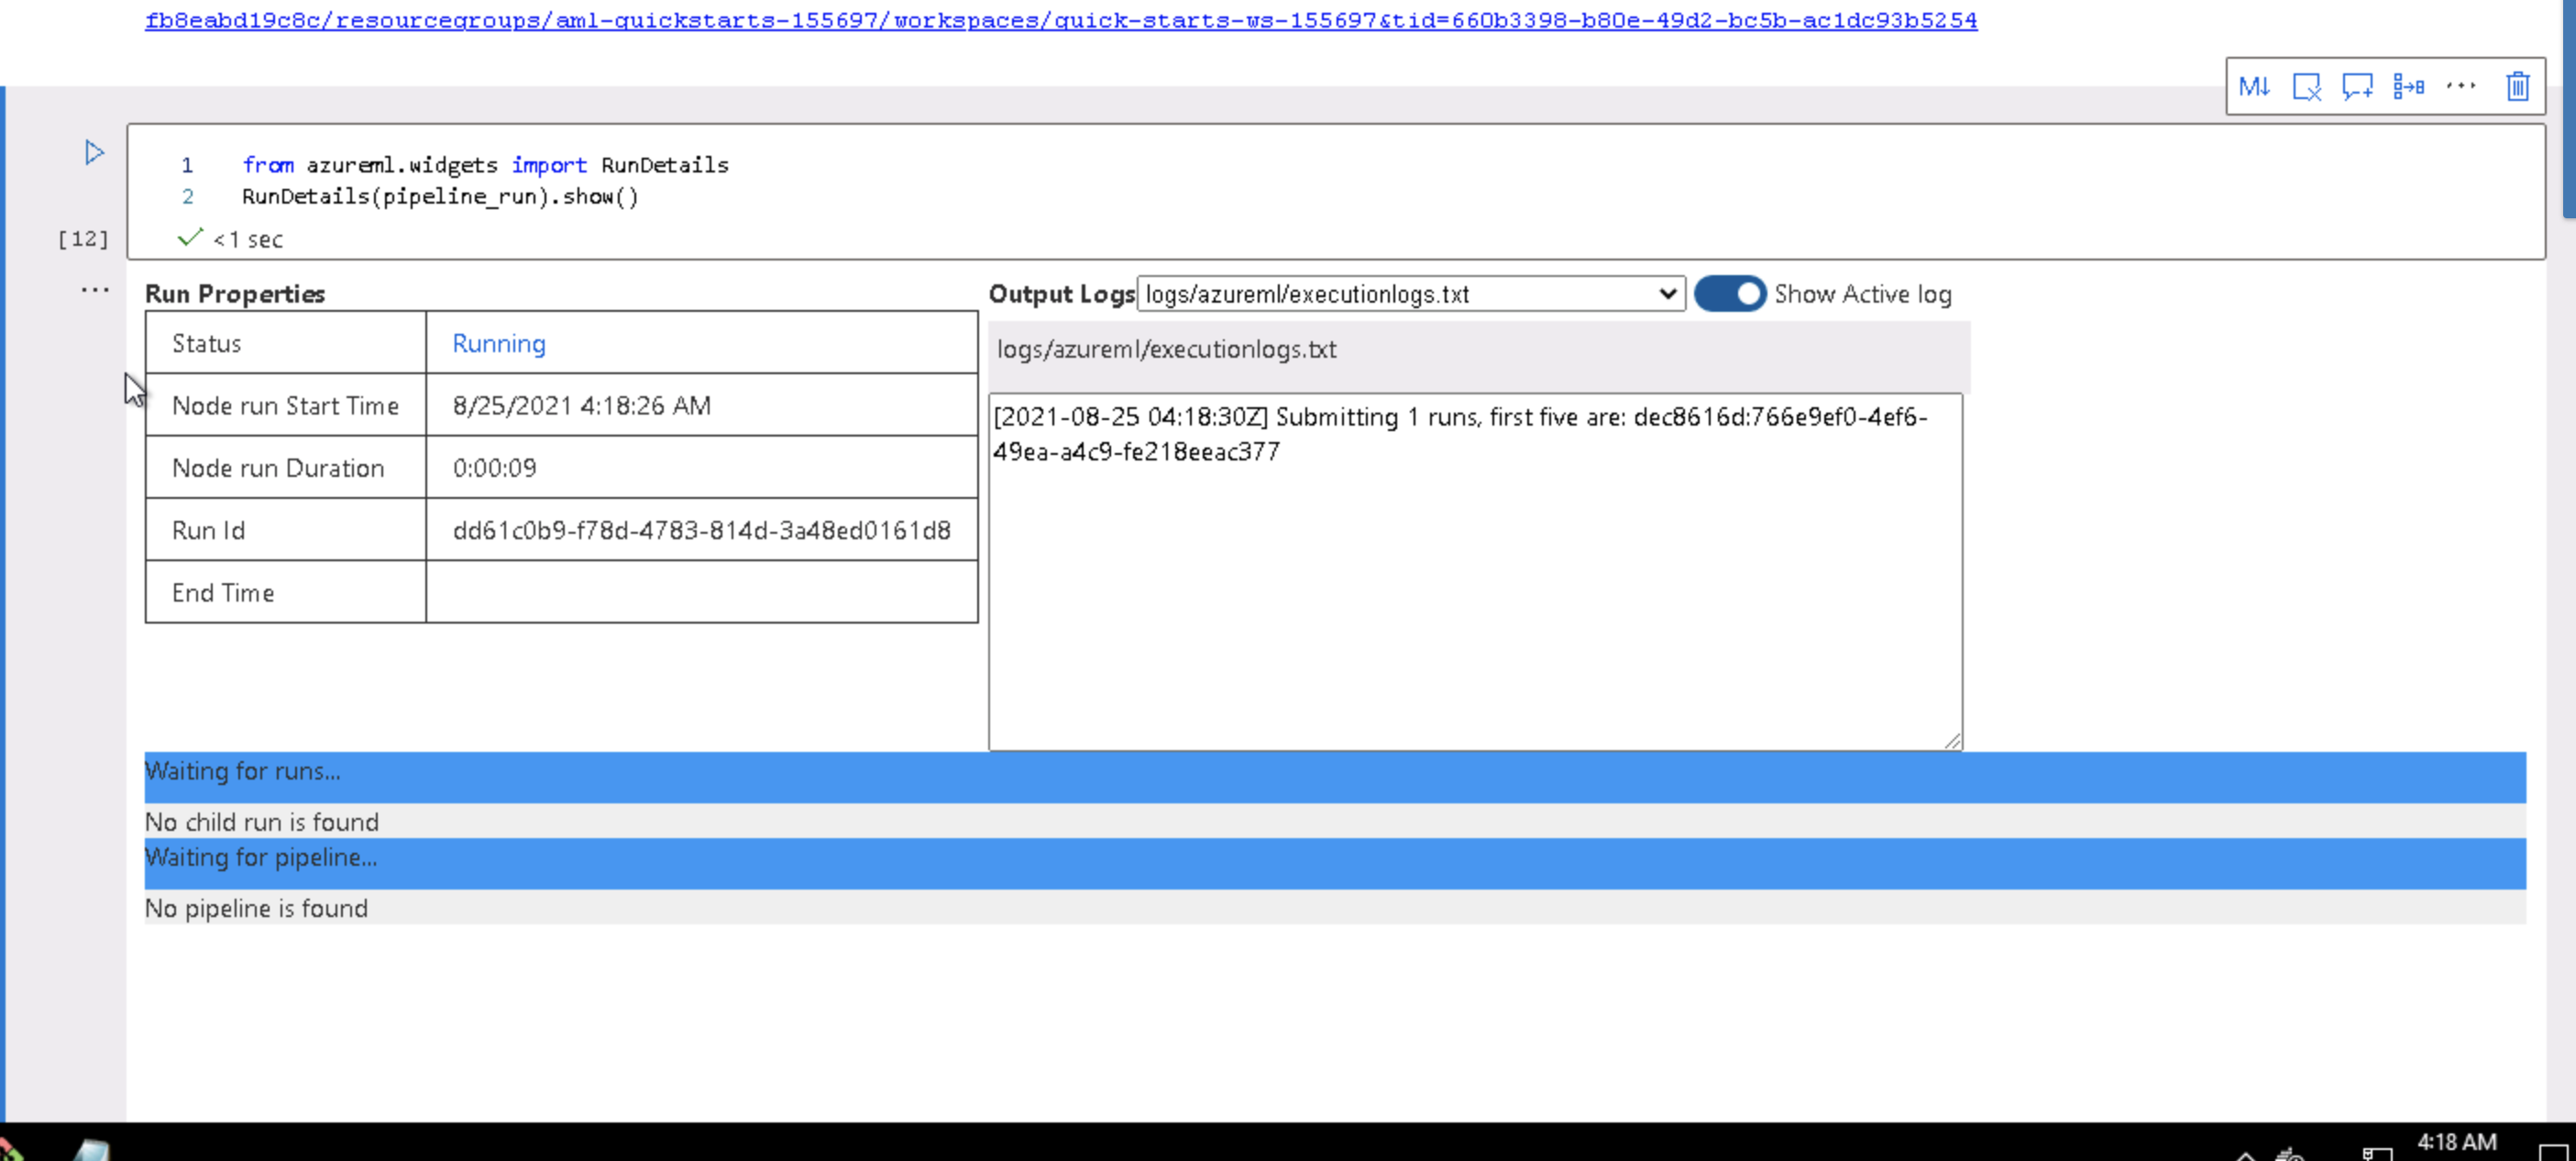 fb8eabd19c8c/resourcegroups/aml-quickstarts-155697/workspaces/quick-starts-ws-155697&tid=660b3398-b80e-49d2-bc5b-ac1dc93b5254
M↓
1 from azureml.widgets import RunDetails
2 RunDetails(pipeline_run).show()
[12] <1 sec
Run Properties
Status Running
Node run Start Time 8/25/2021 4:18:26 AM
Node run Duration 0:00:09
Run Id dd61c0b9-f78d-4783-814d-3a48ed0161d8
End Time
Output Logs logs/azureml/executionlogs.txt Show Active log
logs/azureml/executionlogs.txt
[2021-08-25 04:18:30Z] Submitting 1 runs, first five are: dec8616d:766e9ef0-4ef6-
49ea-a4c9-fe218eeac377
Waiting for runs...
No child run is found
Waiting for pipeline...
No pipeline is found
4:18 AM